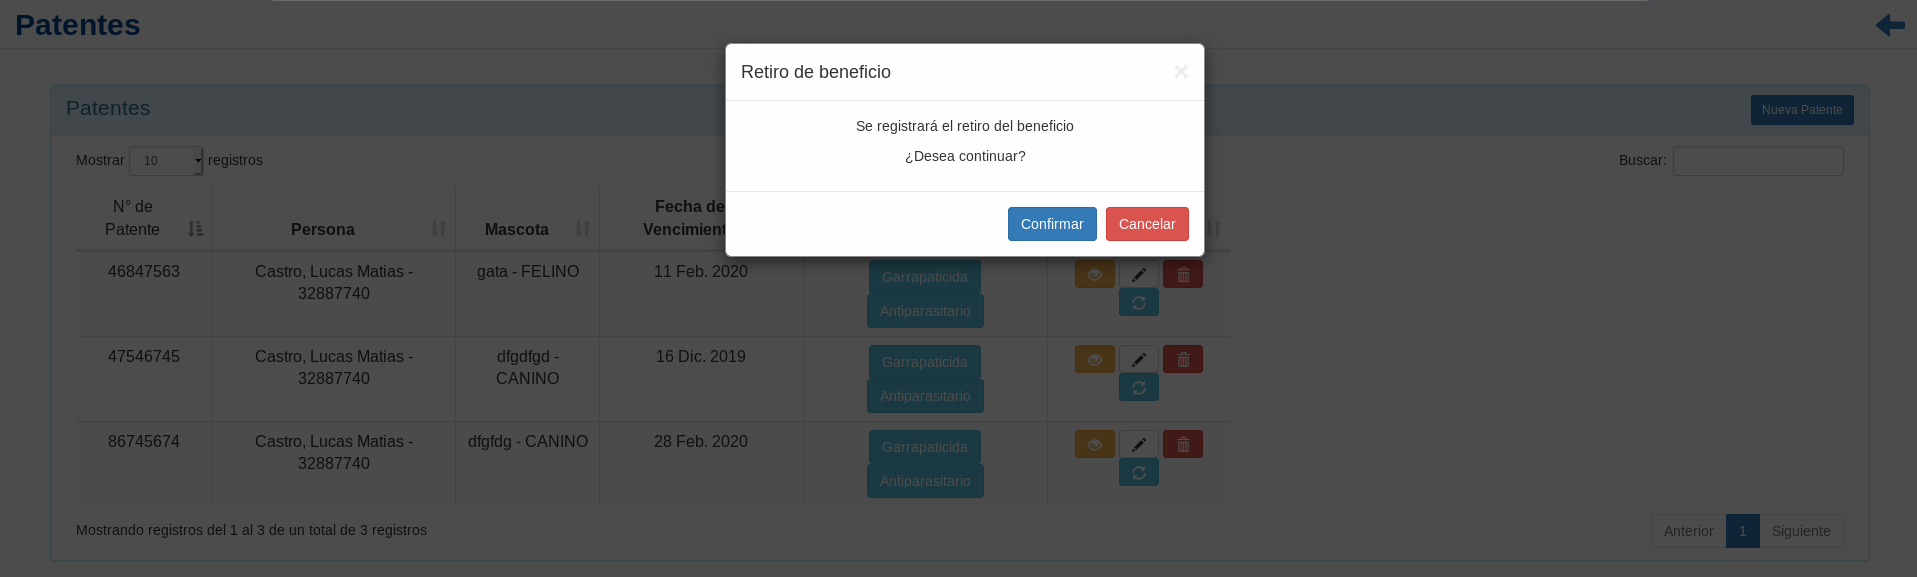 Patentes
Retiro de beneficio
×
Se registrará el retiro del beneficio
¿Desea continuar?
Confirmar Cancelar
Patentes
Nueva Patente
Mostrar 10 registros
Buscar:
N° de
Patente
Persona
Mascota
Fecha de
46847563
Castro, Lucas Matias -
32887740
gata - FELINO
11 Feb. 2020
Garrapaticida
Antiparasitario
47546745
Castro, Lucas Matias -
32887740
dfgdfgd -
CANINO
16 Dic. 2019
Garrapaticida
Antiparasitario
86745674
Castro, Lucas Matias -
32887740
dfgfdg - CANINO
28 Feb. 2020
Garrapaticida
Antiparasitario
Mostrando registros del 1 al 3 de un total de 3 registros
Anterior 1 Siguiente